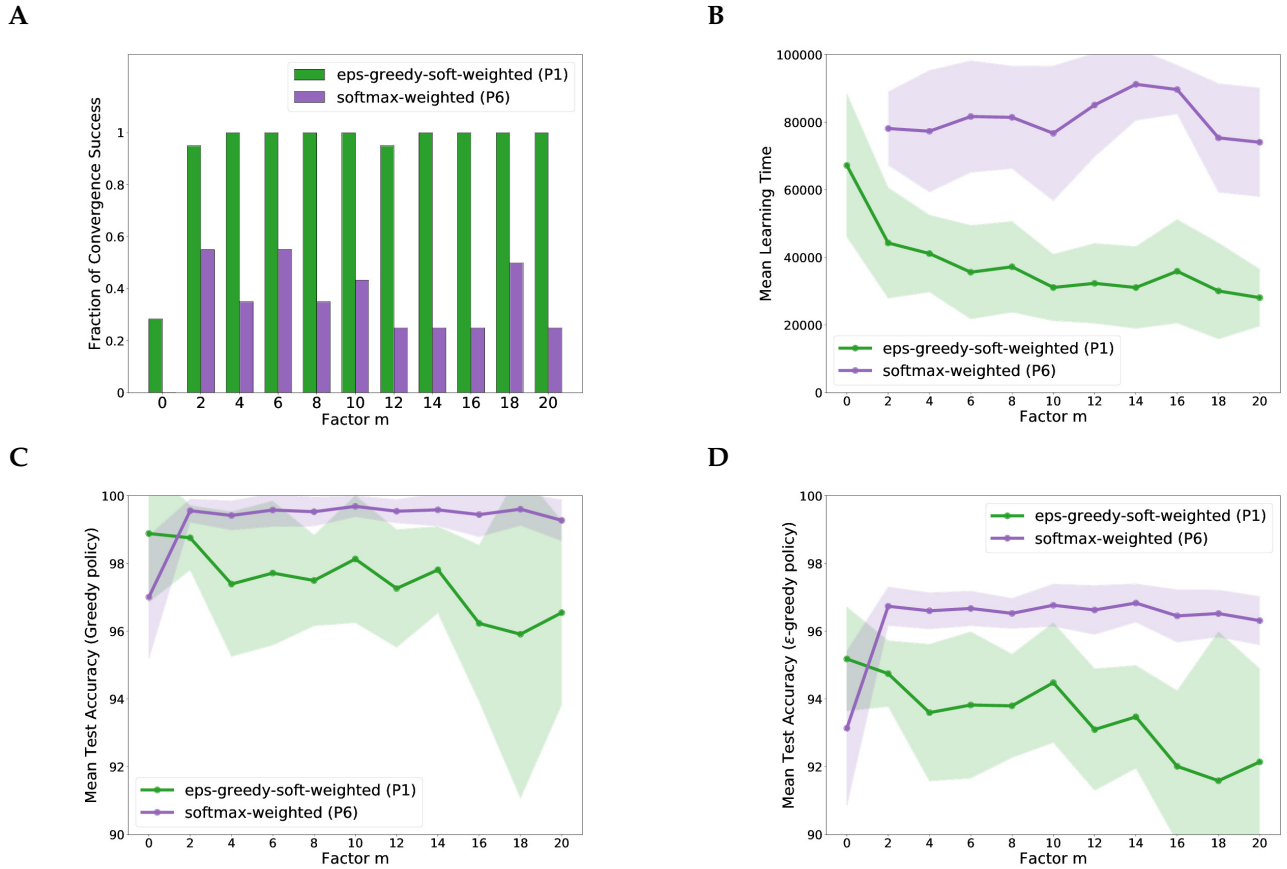 A
Fraction of Convergence Success
1
0.8
0.6
0.4
0.2
0
eps-greedy-soft-weighted (P1)
softmax-weighted (P6)
0 2 4 6 8 10 12 14 16 18 20
Factor m
B
Mean Learning Time
100000
80000
60000
40000
20000
0
eps-greedy-soft-weighted (P1)
softmax-weighted (P6)
0 2 4 6 8 10 12 14 16 18 20
Factor m
C
Mean Test Accuracy (Greedy policy)
100
98
96
94
92
90
eps-greedy-soft-weighted (P1)
softmax-weighted (P6)
0 2 4 6 8 10 12 14 16 18 20
Factor m
D
Mean Test Accuracy (ε-greedy policy)
100
98
96
94
92
90
eps-greedy-soft-weighted (P1)
softmax-weighted (P6)
0 2 4 6 8 10 12 14 16 18 20
Factor m